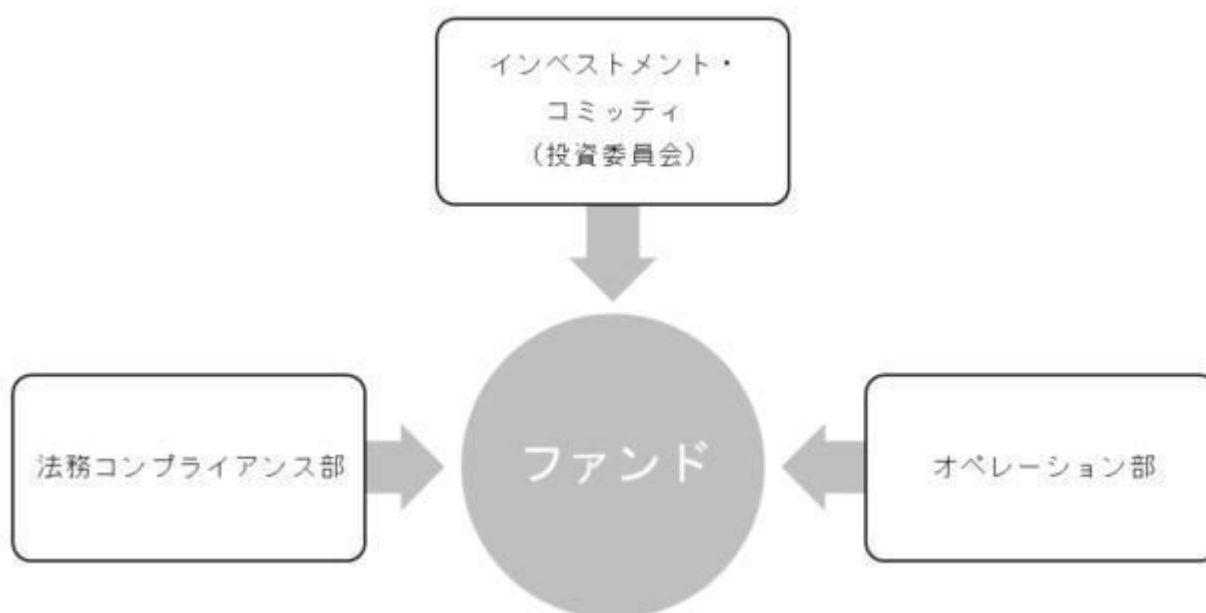 インベストメント・
コミッティ
（投資委員会）
法務コンプライアンス部
ファンド
オペレーション部